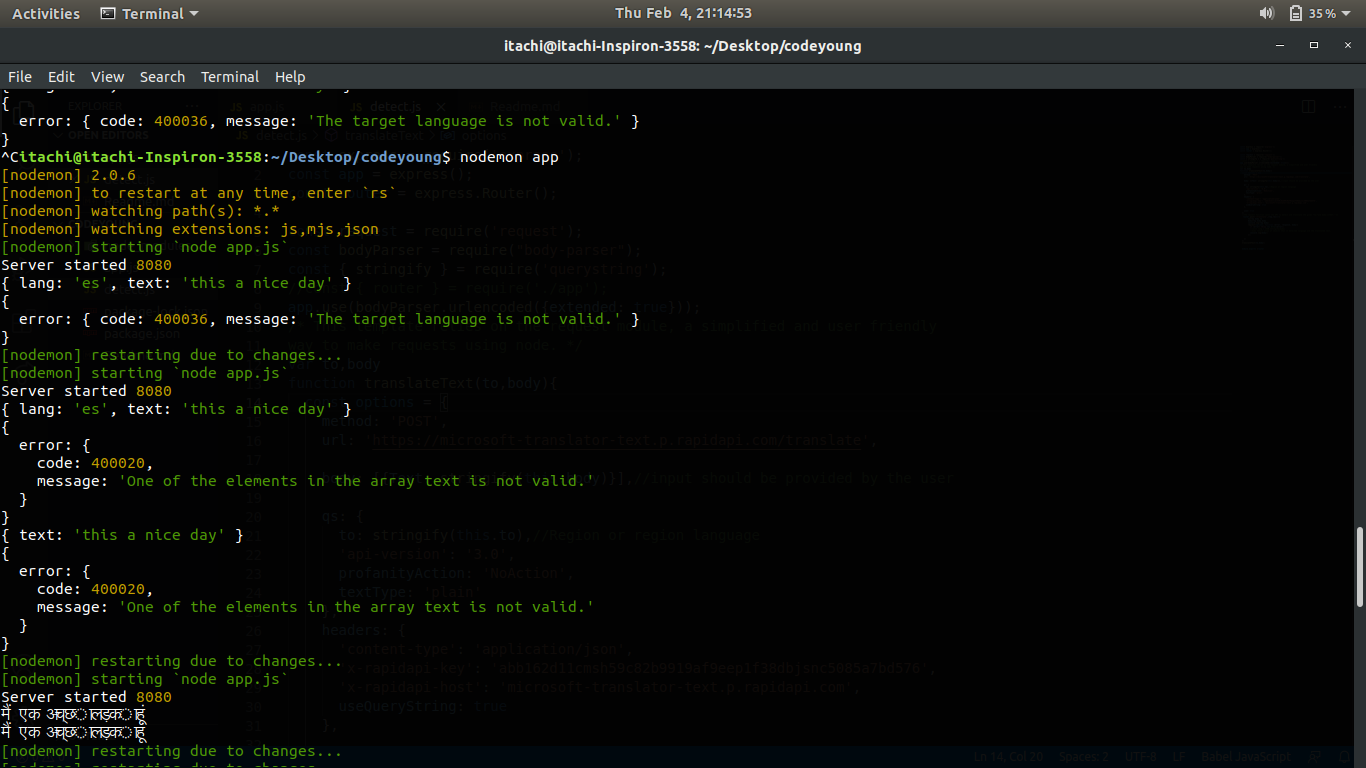 Activities Terminal Thu Feb 4, 21:14:53 35%
itachi@itachi-Inspiron-3558: ~/Desktop/codeyoung
File Edit View Search Terminal Help
{
error: { code: 400036, message: 'The target language is not valid.' }
}
^Citachi@itachi-Inspiron-3558:~/Desktop/codeyoung$ nodemon app
[nodemon] 2.0.6
[nodemon] to restart at any time, enter `rs`
[nodemon] watching path(s): *.*
[nodemon] watching extensions: js,mjs,json
[nodemon] starting `node app.js`
Server started 8080
{ lang: 'es', text: 'this a nice day' }
{
error: { code: 400036, message: 'The target language is not valid.' }
}
[nodemon] restarting due to changes...
[nodemon] starting `node app.js`
Server started 8080
{ lang: 'es', text: 'this a nice day' }
{
error: {
code: 400020,
message: 'One of the elements in the array text is not valid.'
}
}
{ text: 'this a nice day' }
{
error: {
code: 400020,
message: 'One of the elements in the array text is not valid.'
}
}
[nodemon] restarting due to changes...
[nodemon] starting `node app.js`
Server started 8080
मैं एक अच्छा लड़का हूं
मैं एक अच्छा लड़का हूं
[nodemon] restarting due to changes...